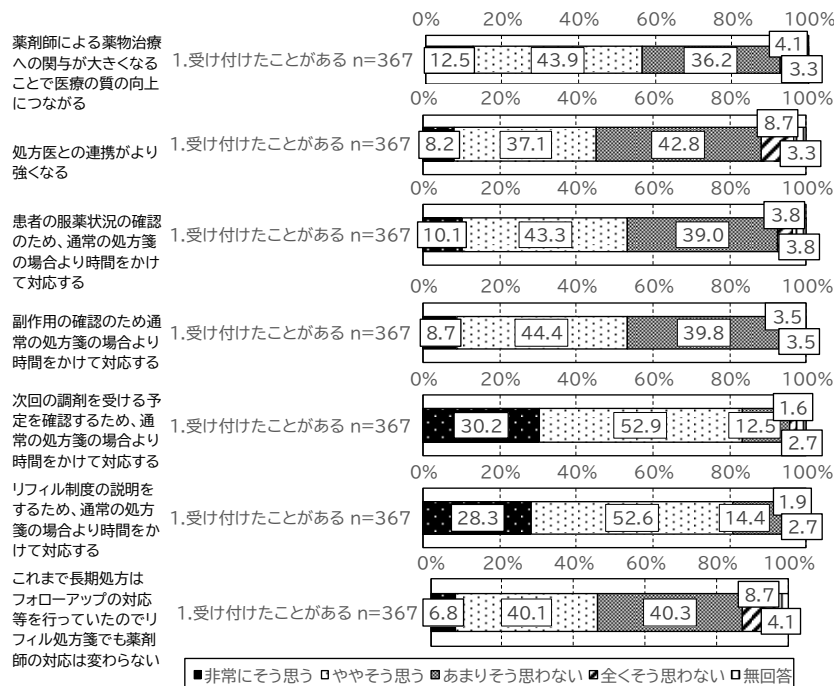 0% 20% 40% 60% 80% 100%
薬剤師による薬物治療
への関与が大きくなる
ことで医療の質の向上
につながる
1.受け付けたことがある n=367
12.5 43.9 36.2 4.1 3.3
0% 20% 40% 60% 80% 100%
処方医との連携がより
強くなる
1.受け付けたことがある n=367
8.2 37.1 42.8 8.7 3.3
0% 20% 40% 60% 80% 100%
患者の服薬状況の確認
のため、通常の処方箋
の場合より時間をかけ
て対応する
1.受け付けたことがある n=367
10.1 43.3 39.0 3.8 3.8
0% 20% 40% 60% 80% 100%
副作用の確認のため通
常の処方箋の場合より
時間をかけて対応する
1.受け付けたことがある n=367
8.7 44.4 39.8 3.5 3.5
0% 20% 40% 60% 80% 100%
次回の調剤を受ける予
定を確認するため、通
常の処方箋の場合より
時間をかけて対応する
1.受け付けたことがある n=367
30.2 52.9 12.5 1.6 2.7
0% 20% 40% 60% 80% 100%
リフィル制度の説明を
するため、通常の処方
箋の場合より時間をか
けて対応する
1.受け付けたことがある n=367
28.3 52.6 14.4 1.9 2.7
0% 20% 40% 60% 80% 100%
これまで長期処方は
フォローアップの対応
等を行っていたのでリ
フィル処方箋でも薬剤
師の対応は変わらない
1.受け付けたことがある n=367
6.8 40.1 40.3 8.7 4.1
非常にそう思う ややそう思う あまりそう思わない 全くそう思わない 無回答